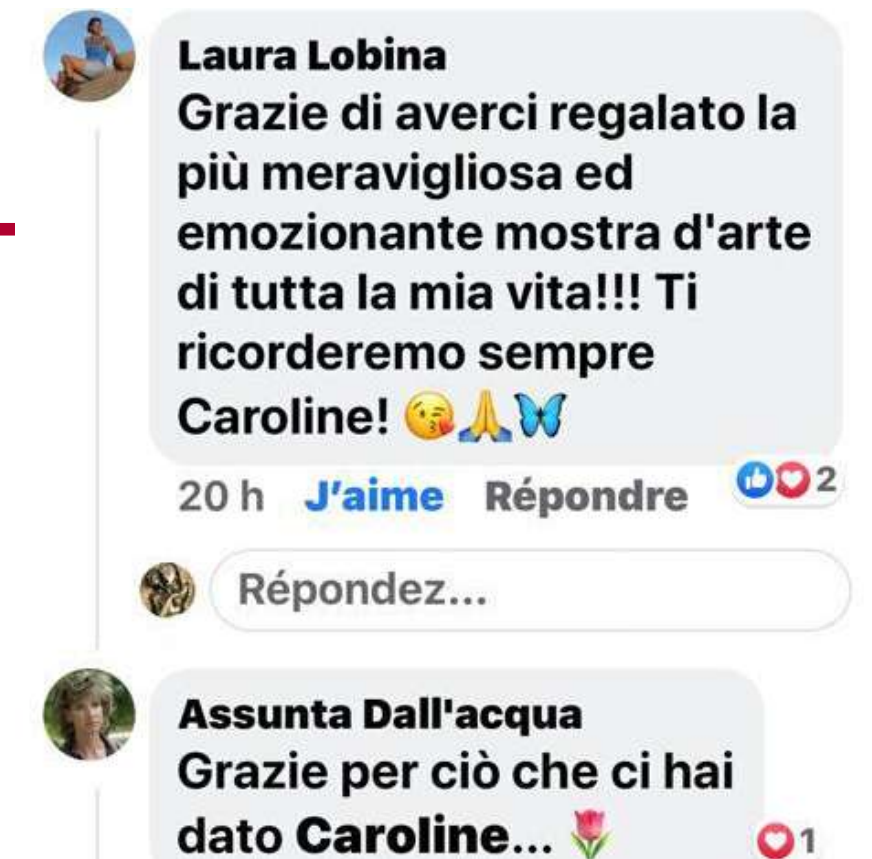 Laura Lobina
Grazie di averci regalato la
più meravigliosa ed
emozionante mostra d'arte
di tutta la mia vita!!! Ti
ricorderemo sempre
Caroline! 😘🙏🦋
20 h J’aime Répondre 2
Répondez...
Assunta Dall'acqua
Grazie per ciò che ci hai
dato Caroline... 🌷
1